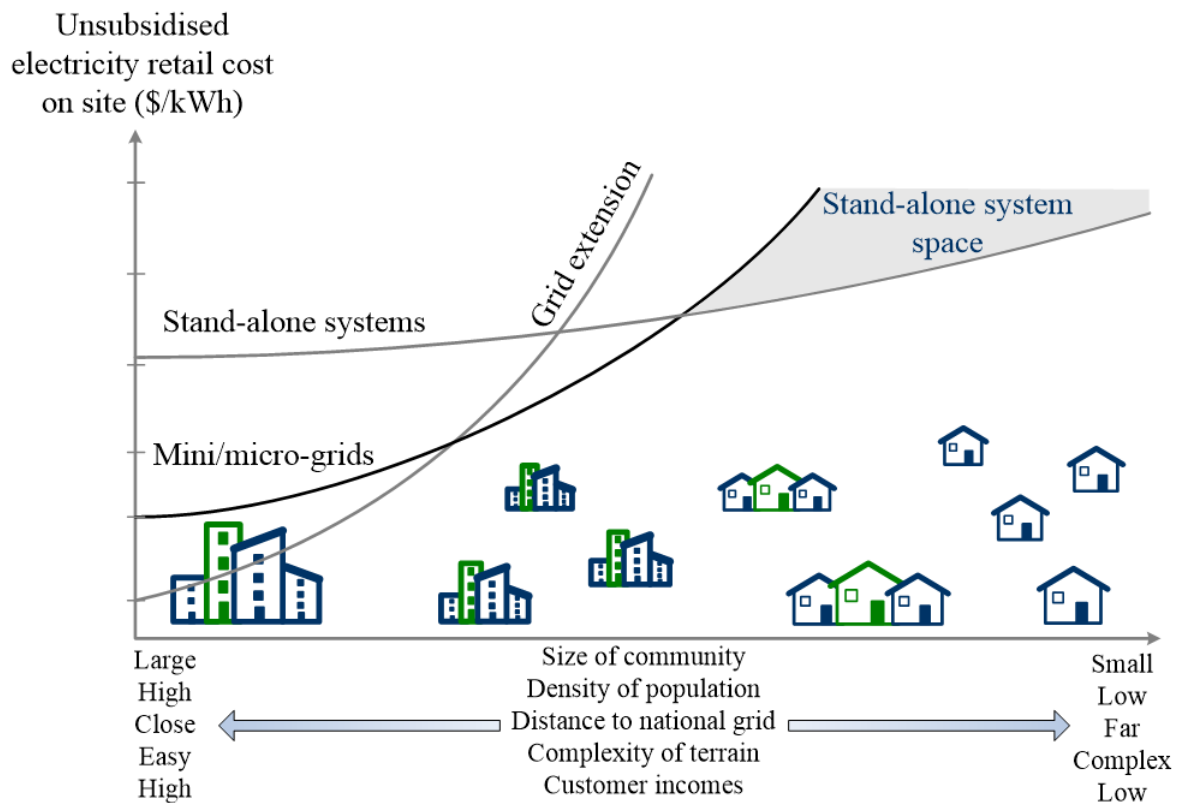 Unsubsidised
electricity retail cost
on site ($/kWh)
Grid extension
Stand-alone system
space
Stand-alone systems
Mini/micro-grids
Large
High
Close
Easy
High
Size of community
Density of population
Distance to national grid
Complexity of terrain
Customer incomes
Small
Low
Far
Complex
Low